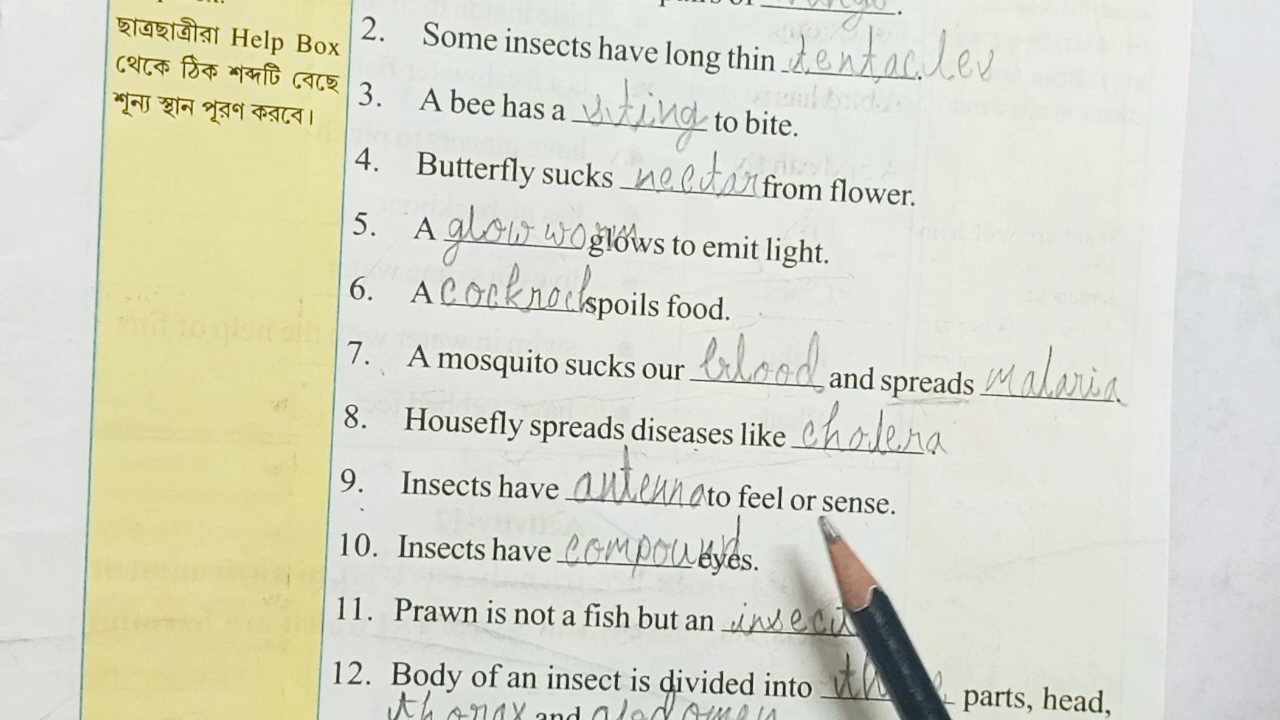 ছাত্রছাত্রীরা Help Box
থেকে ঠিক শব্দটি বেছে
শূন্য স্থান পূরণ করবে।
2. Some insects have long thin tentacles
3. A bee has a sting to bite.
4. Butterfly sucks nectar from flower.
5. A glow worm glows to emit light.
6. A cockroch spoils food.
7. A mosquito sucks our blood and spreads malaria
8. Housefly spreads diseases like cholera
9. Insects have antenna to feel or sense.
10. Insects have compound eyes.
11. Prawn is not a fish but an insect
12. Body of an insect is divided into parts, head,
thorax and